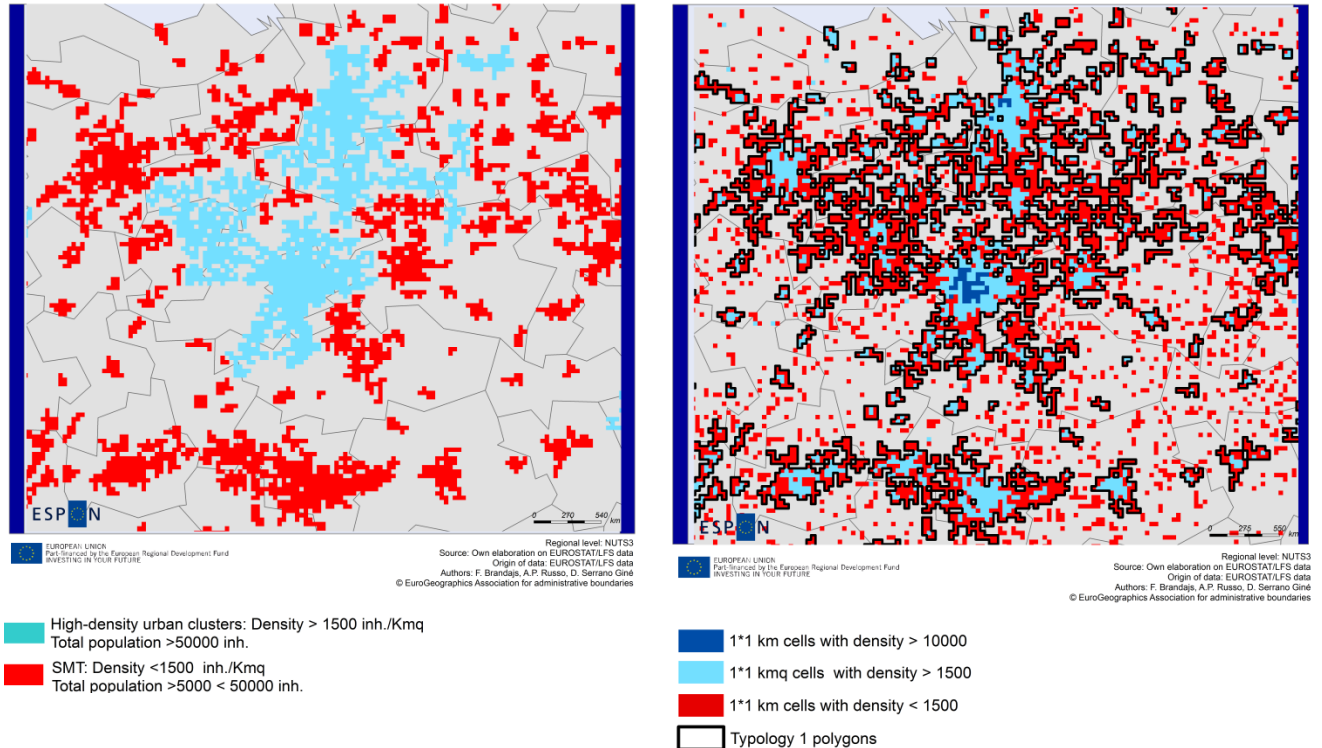 ESPON
0 270 540
km
EUROPEAN UNION
Part-financed by the European Regional Development Fund
INVESTING IN YOUR FUTURE
Regional level: NUTS3
Source: Own elaboration on EUROSTAT/LFS data
Origin of data: EUROSTAT/LFS data
Authors: F. Brandajs, A.P. Russo, D. Serrano Giné
© EuroGeographics Association for administrative boundaries
High-density urban clusters: Density > 1500 inh./Kmq
Total population >50000 inh.
SMT: Density <1500 inh./Kmq
Total population >5000 < 50000 inh.
ESPON
0 275 550
km
EUROPEAN UNION
Part-financed by the European Regional Development Fund
INVESTING IN YOUR FUTURE
Regional level: NUTS3
Source: Own elaboration on EUROSTAT/LFS data
Origin of data: EUROSTAT/LFS data
Authors: F. Brandajs, A.P. Russo, D. Serrano Giné
© EuroGeographics Association for administrative boundaries
1*1 km cells with density > 10000
1*1 kmq cells with density > 1500
1*1 km cells with density < 1500
Typology 1 polygons